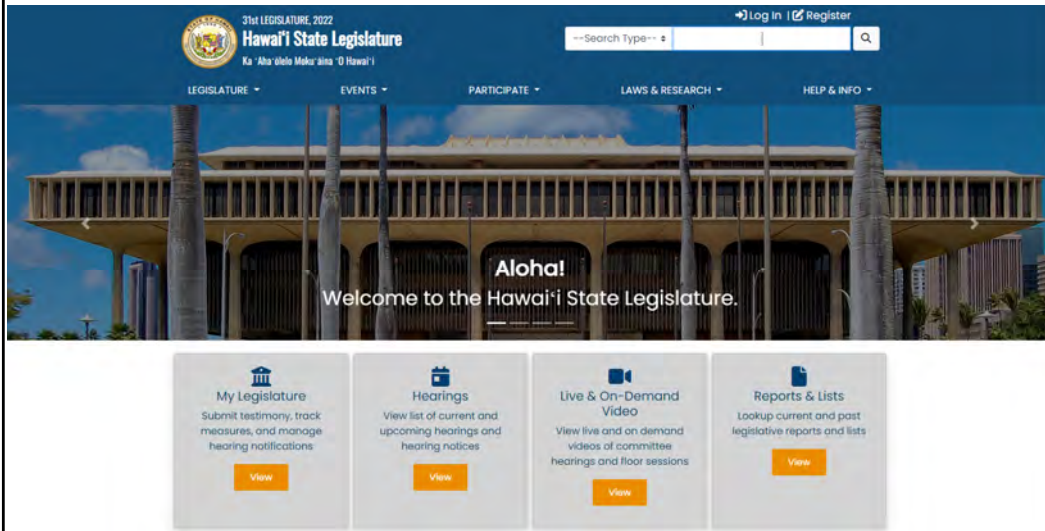 31st LEGISLATURE, 2022
Hawaiʻi State Legislature
Ka ʻAhaʻōlelo Mokuʻāina ʻO Hawaiʻi
Log In | Register
--Search Type--
LEGISLATURE
EVENTS
PARTICIPATE
LAWS & RESEARCH
HELP & INFO
Aloha!
Welcome to the Hawaiʻi State Legislature.
My Legislature
Submit testimony, track
measures, and manage
hearing notifications
View
Hearings
View list of current and
upcoming hearings and
hearing notices
View
Live & On-Demand
Video
View live and on demand
videos of committee
hearings and floor sessions
View
Reports & Lists
Lookup current and past
legislative reports and lists
View